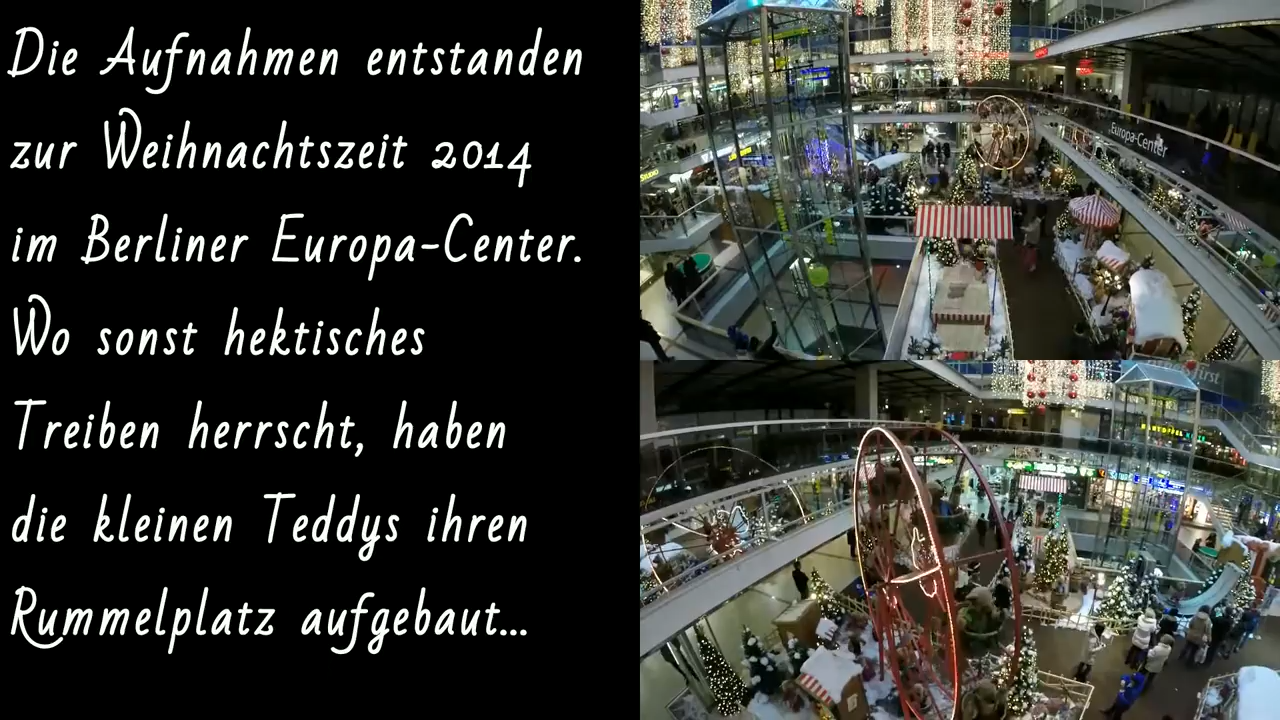 Die Aufnahmen entstanden
zur Weihnachtszeit 2014
im Berliner Europa-Center.
Wo sonst hektisches
Treiben herrscht, haben
die kleinen Teddys ihren
Rummelplatz aufgebaut...
Europa-Center